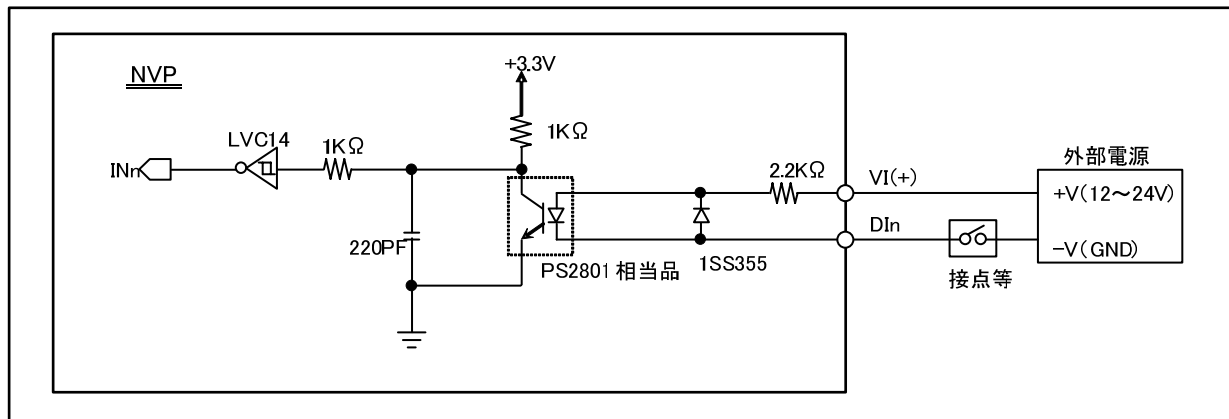 NVP
+3.3V
1KΩ
LVC14
1KΩ
INn
220PF
PS2801 相当品
1SS355
2.2KΩ
VI(+)
DIn
接点等
外部電源
+V(12～24V)
-V(GND)